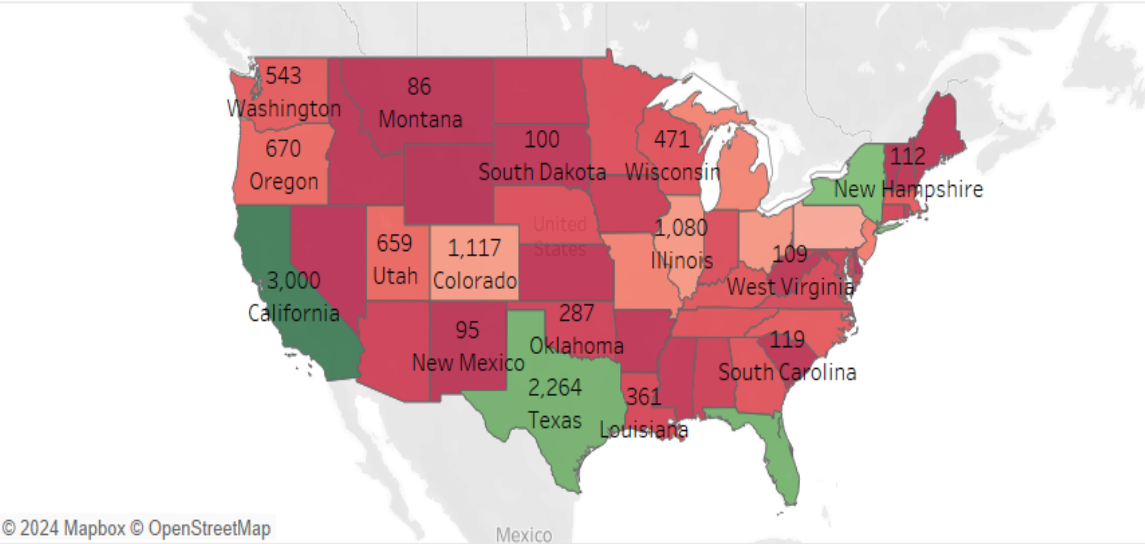 543
Washington
86
Montana
670
Oregon
100
South Dakota
471
Wisconsin
112
New Hampshire
United
States
659
Utah
1,117
Colorado
1,080
Illinois
109
West Virginia
3,000
California
95
New Mexico
287
Oklahoma
119
South Carolina
2,264
Texas
361
Louisiana
© 2024 Mapbox © OpenStreetMap
Mexico